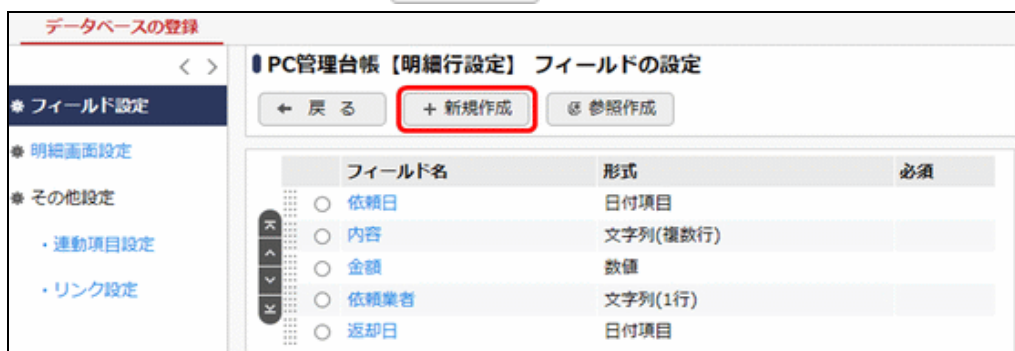 データベースの登録
PC管理台帳【明細行設定】 フィールドの設定
← 戻 る
+ 新規作成
参照作成
フィールド設定
明細画面設定
その他設定
・連動項目設定
・リンク設定
フィールド名 形式 必須
依頼日 日付項目
内容 文字列(複数行)
金額 数値
依頼業者 文字列(1行)
返却日 日付項目